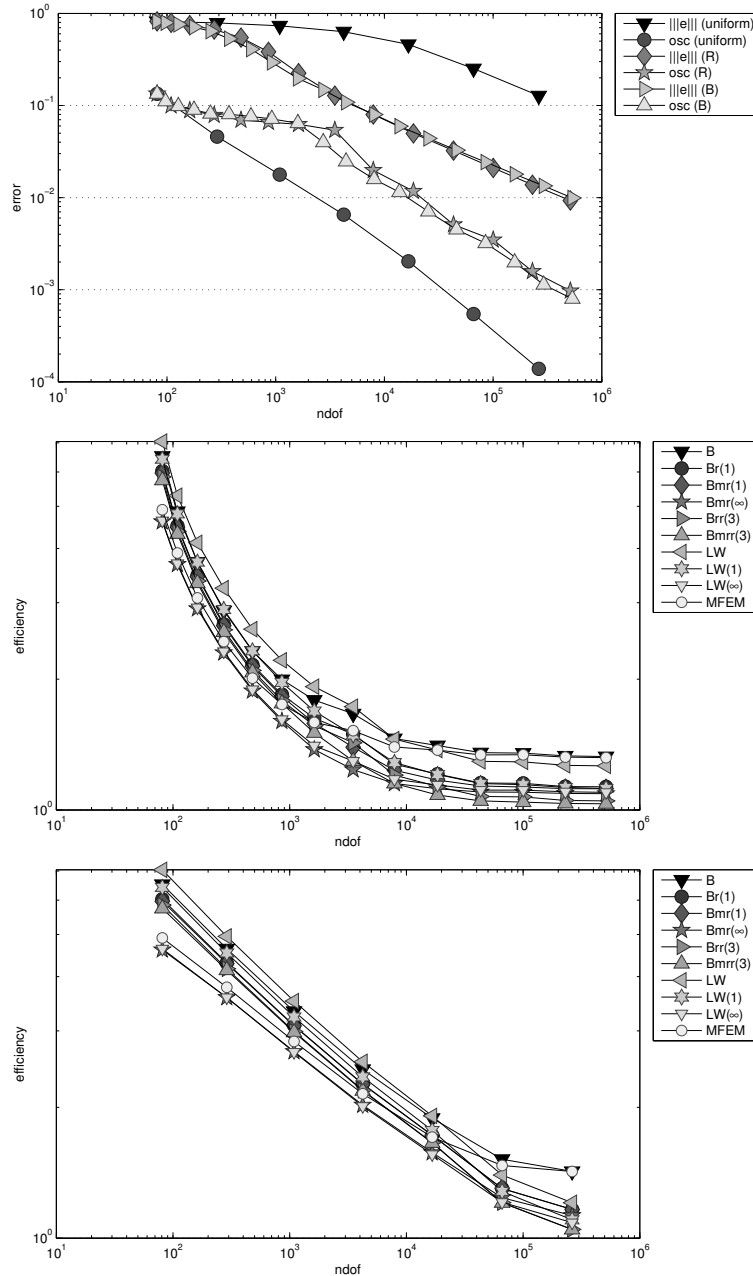 10^0
10^-1
10^-2
10^-3
10^-4
error
10^1
10^2
10^3
10^4
10^5
10^6
ndof
|||e||| (uniform)
osc (uniform)
|||e||| (R)
osc (R)
|||e||| (B)
osc (B)
10^0
efficiency
10^1
10^2
10^3
10^4
10^5
10^6
ndof
B
Br(1)
Bmr(1)
Bmr(∞)
Brr(3)
Bmrr(3)
LW
LW(1)
LW(∞)
MFEM
10^0
efficiency
10^1
10^2
10^3
10^4
10^5
10^6
ndof
B
Br(1)
Bmr(1)
Bmr(∞)
Brr(3)
Bmrr(3)
LW
LW(1)
LW(∞)
MFEM